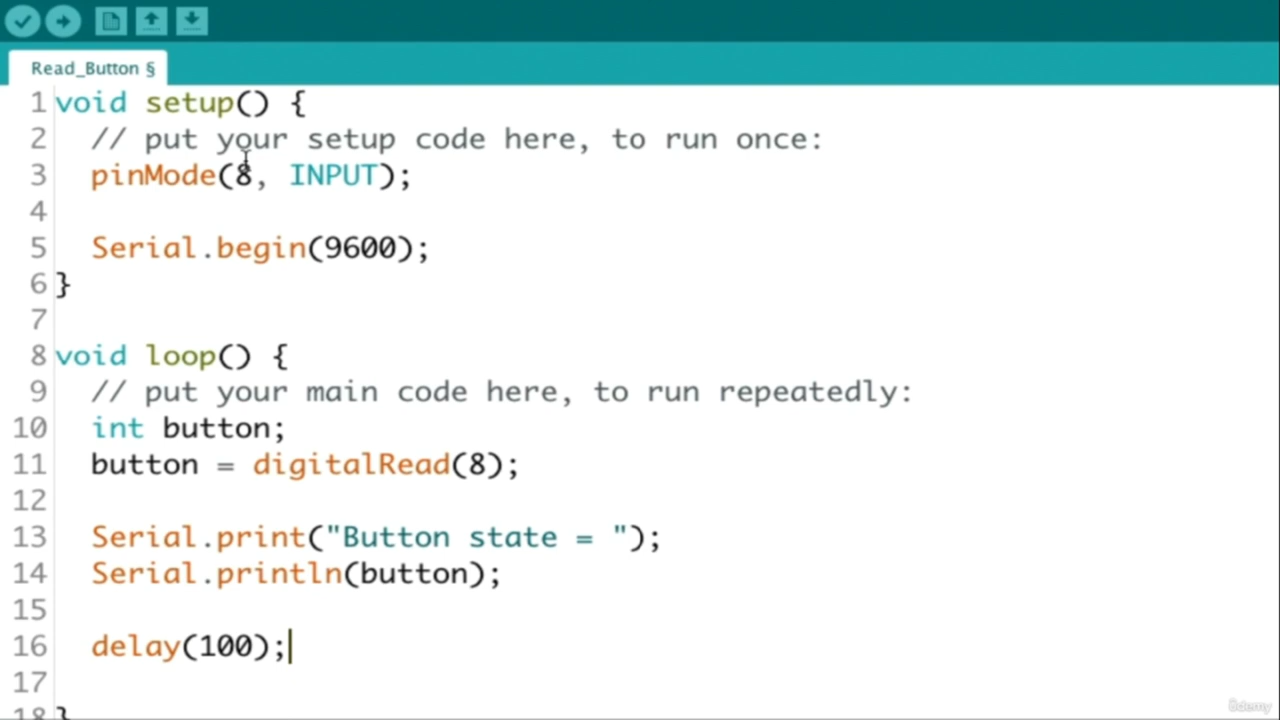 Read_Button §
1 void setup() {
2 // put your setup code here, to run once:
3 pinMode(8, INPUT);
4
5 Serial.begin(9600);
6 }
7
8 void loop() {
9 // put your main code here, to run repeatedly:
10 int button;
11 button = digitalRead(8);
12
13 Serial.print("Button state = ");
14 Serial.println(button);
15
16 delay(100);
17
18 }
ûdemy